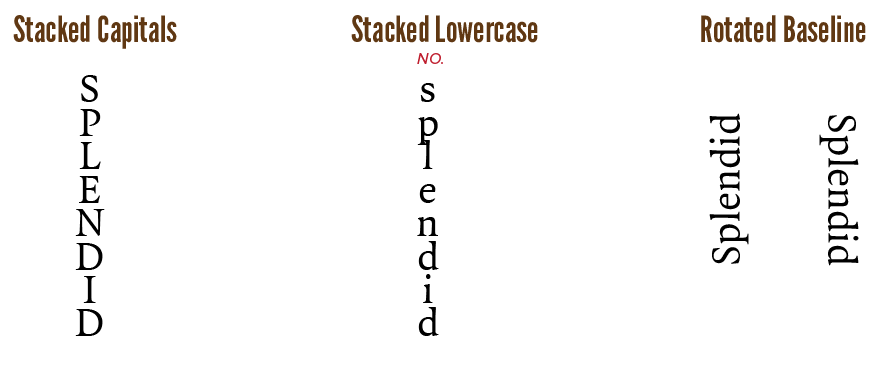 Stacked Capitals
S
P
L
E
N
D
I
D
Stacked Lowercase
NO.
s
p
l
e
n
d
i
d
Rotated Baseline
Splendid
Splendid